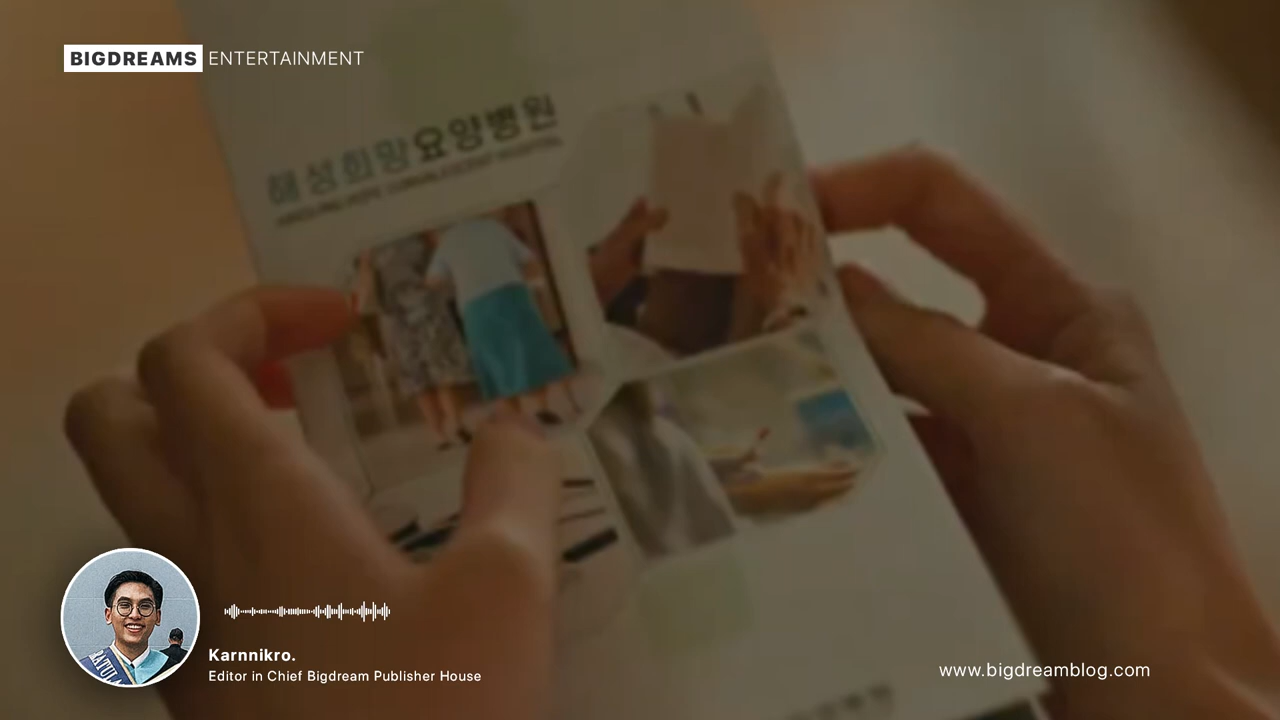 BIGDREAMS ENTERTAINMENT
해성희망요양병원
Karnnikro.
Editor in Chief Bigdream Publisher House
www.bigdreamblog.com